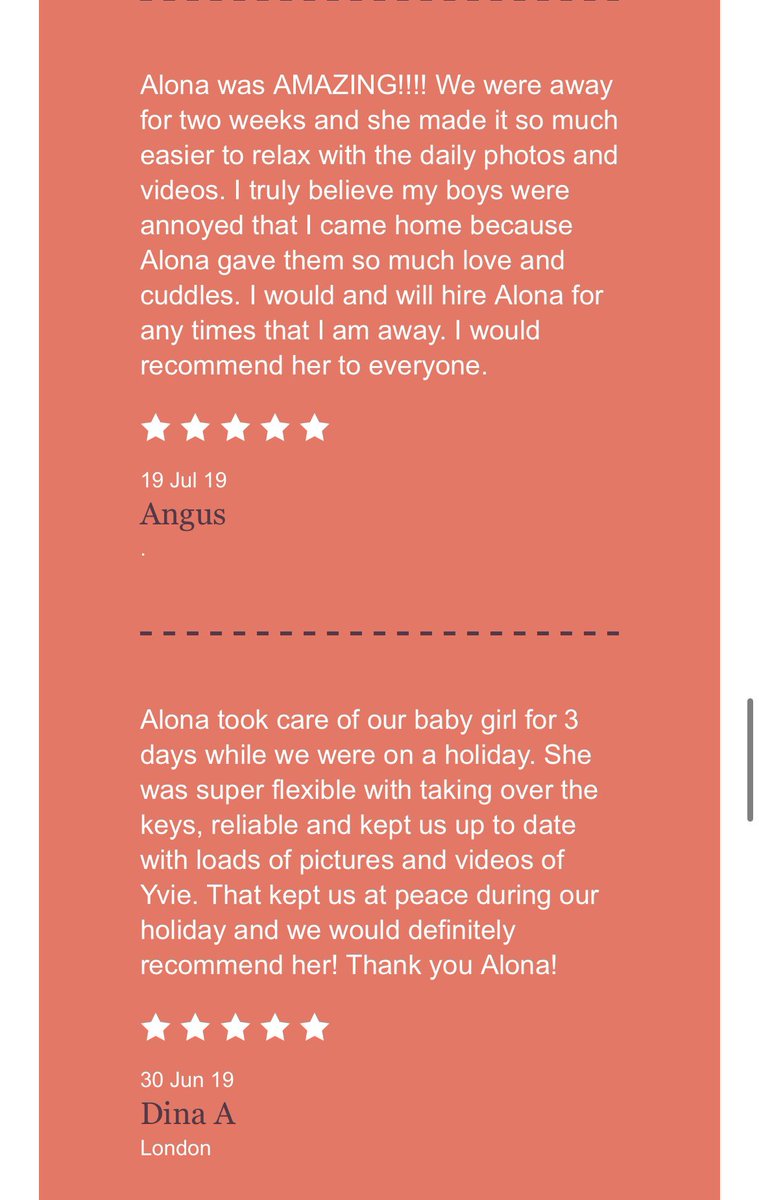 Alona was AMAZING!!!! We were away
for two weeks and she made it so much
easier to relax with the daily photos and
videos. I truly believe my boys were
annoyed that I came home because
Alona gave them so much love and
cuddles. I would and will hire Alona for
any times that I am away. I would
recommend her to everyone.
19 Jul 19
Angus
.
Alona took care of our baby girl for 3
days while we were on a holiday. She
was super flexible with taking over the
keys, reliable and kept us up to date
with loads of pictures and videos of
Yvie. That kept us at peace during our
holiday and we would definitely
recommend her! Thank you Alona!
30 Jun 19
Dina A
London